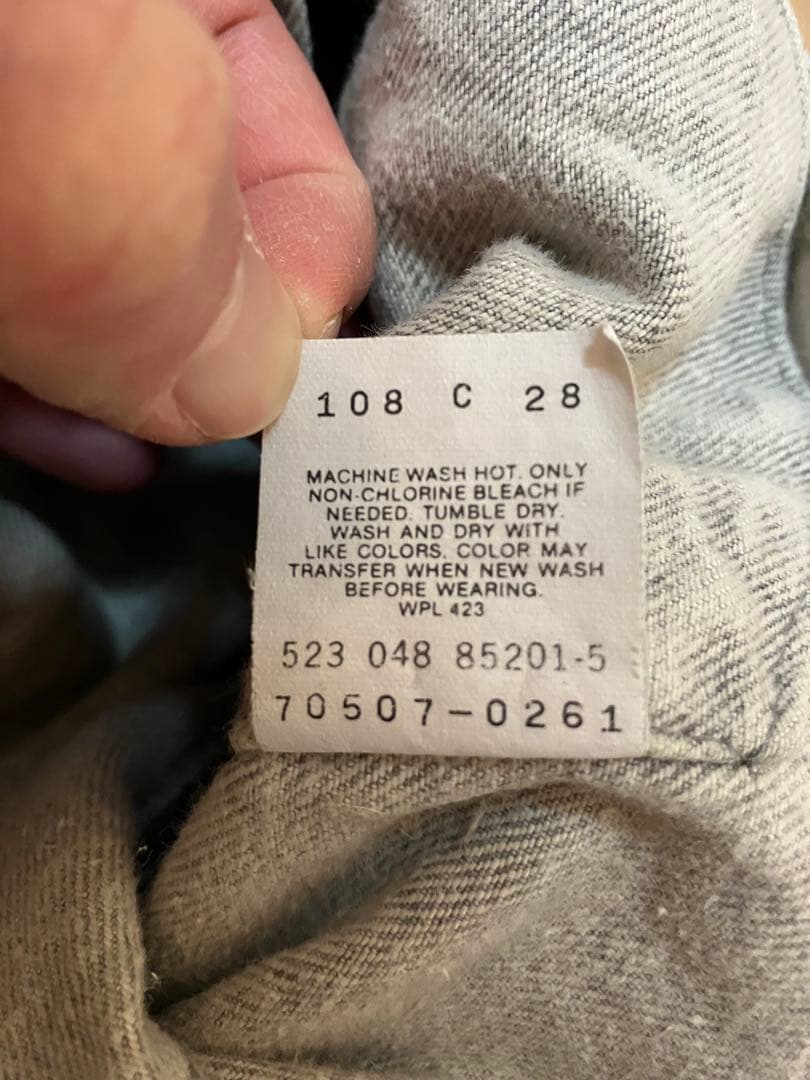 108 C 28
MACHINE WASH HOT. ONLY
NON-CHLORINE BLEACH IF
NEEDED. TUMBLE DRY.
WASH AND DRY WITH
LIKE COLORS. COLOR MAY
TRANSFER WHEN NEW WASH
BEFORE WEARING.
WPL 423
523 048 85201-5
70507-0261